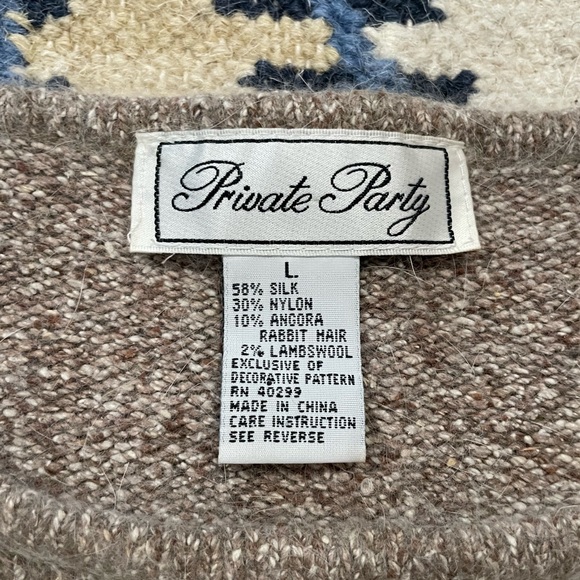 Private Party
L
58% SILK
30% NYLON
10% ANGORA
RABBIT HAIR
2% LAMBSWOOL
EXCLUSIVE OF
DECORATIVE PATTERN
RN 40299
MADE IN CHINA
CARE INSTRUCTION
SEE REVERSE